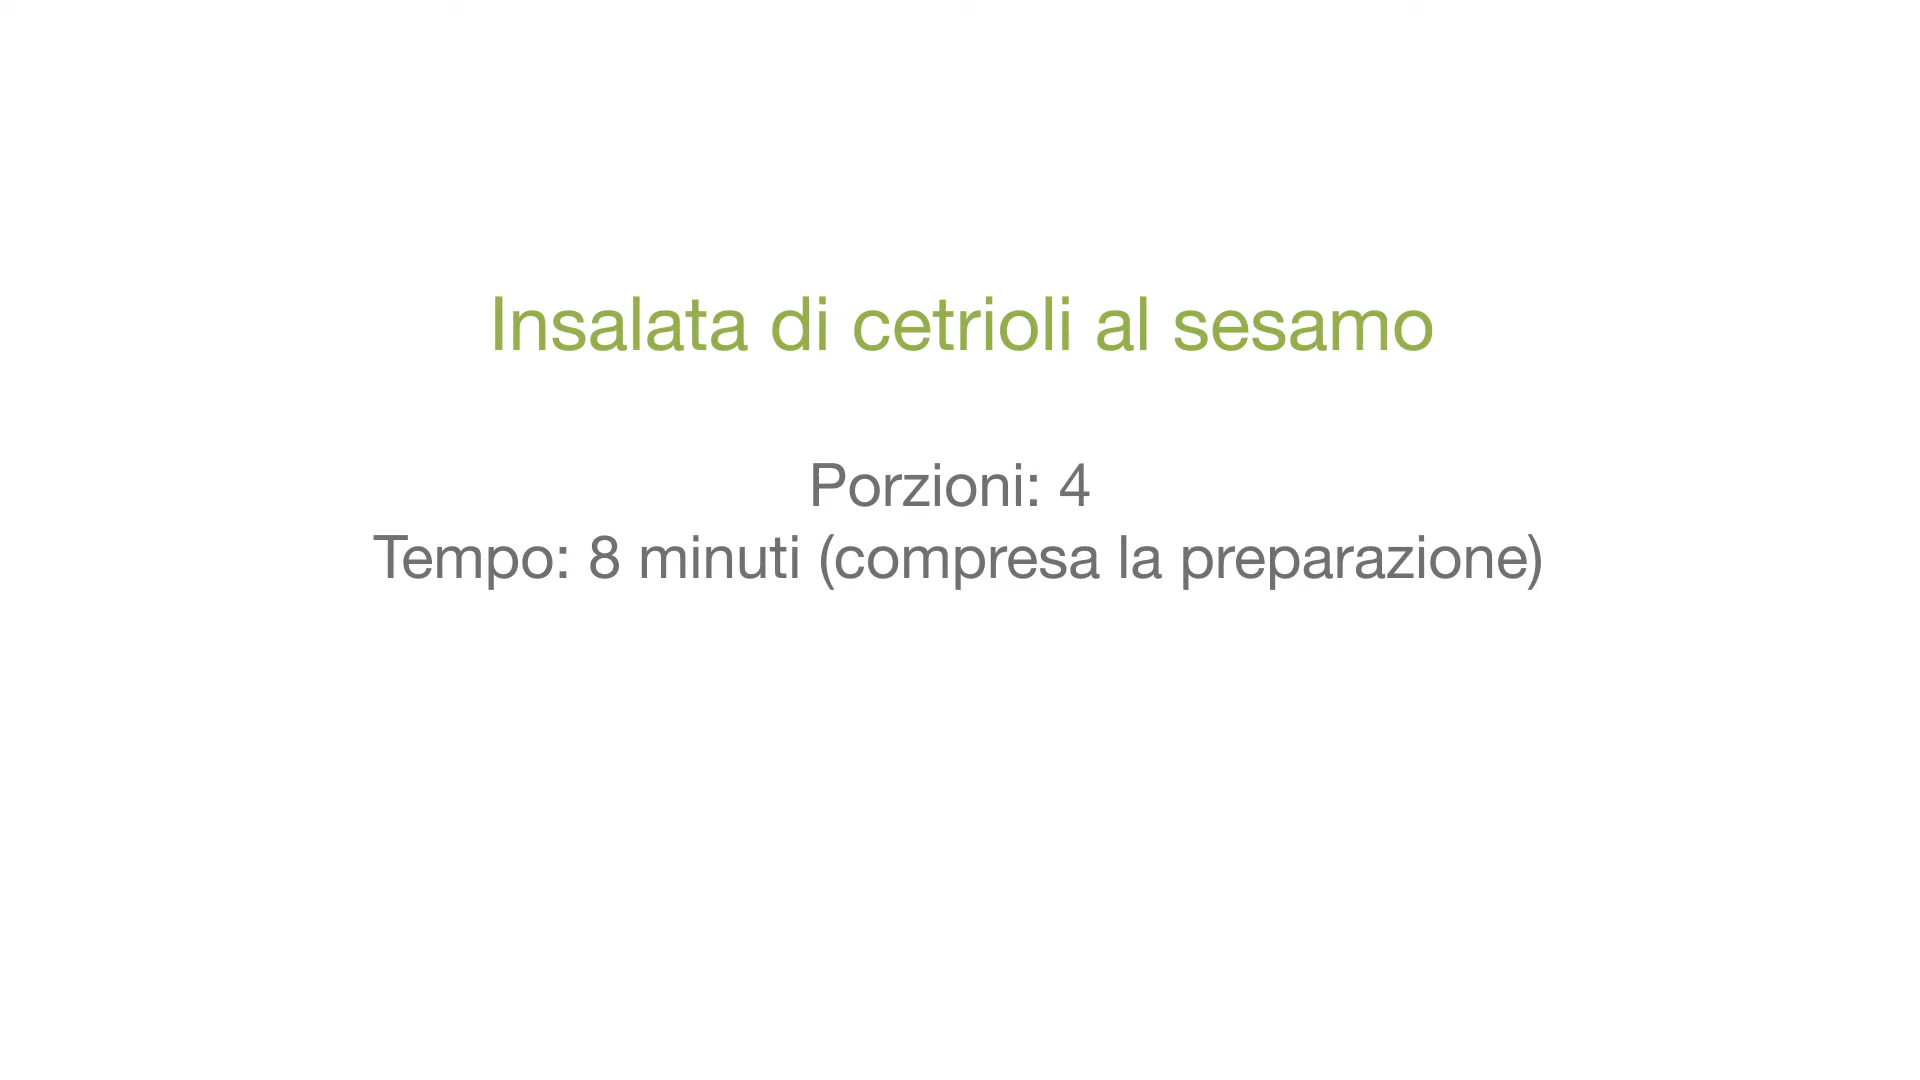 Insalata di cetrioli al sesamo
Porzioni: 4
Tempo: 8 minuti (compresa la preparazione)